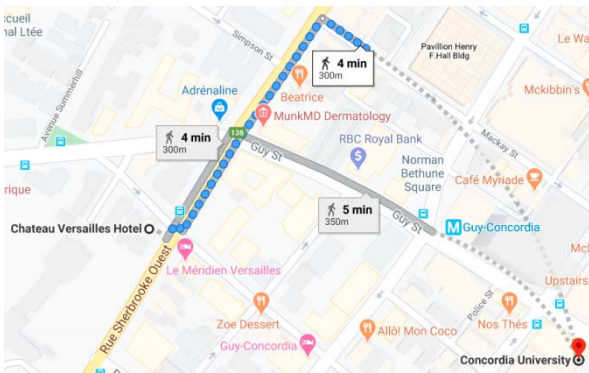 ccueil
nal Ltée
Simpson St
4 min
300m
Pavillion Henry
F.Hall Bldg
Le Wa
Avenue Summerhill
Adrénaline
Beatrice
Mckibbin's
MunkMD Dermatology
138
4 min
300m
Guy St
RBC Royal Bank
Mackay St
Norman
Bethune
Square
Café Myriade
rique
5 min
350m
Guy St
Chateau Versailles Hotel
M Guy-Concordia
Mcl
Le Méridien Versailles
Upstairs
Rue Sherbrooke Ouest
Police St
Zoe Dessert
Allô! Mon Coco
Nos Thés
Guy-Concordia
Concordia University